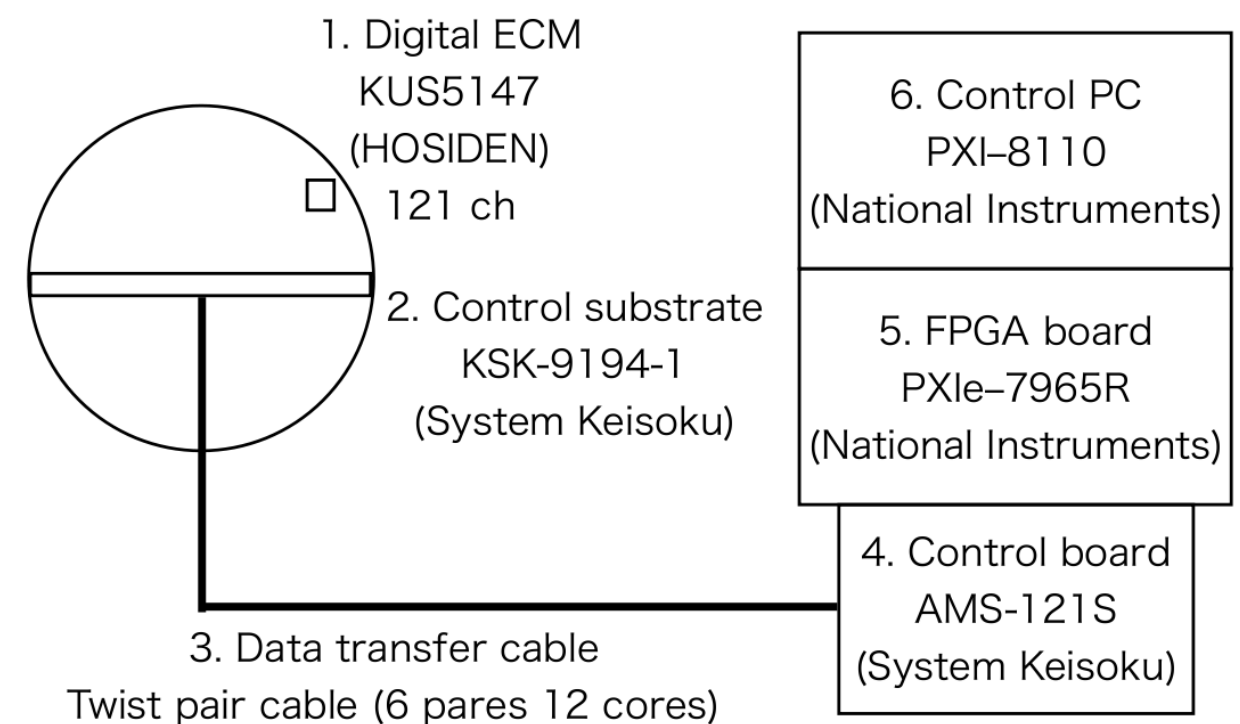 1. Digital ECM
KUS5147
(HOSIDEN)
121 ch
2. Control substrate
KSK-9194-1
(System Keisoku)
3. Data transfer cable
Twist pair cable (6 pares 12 cores)
4. Control board
AMS-121S
(System Keisoku)
5. FPGA board
PXIe–7965R
(National Instruments)
6. Control PC
PXI–8110
(National Instruments)